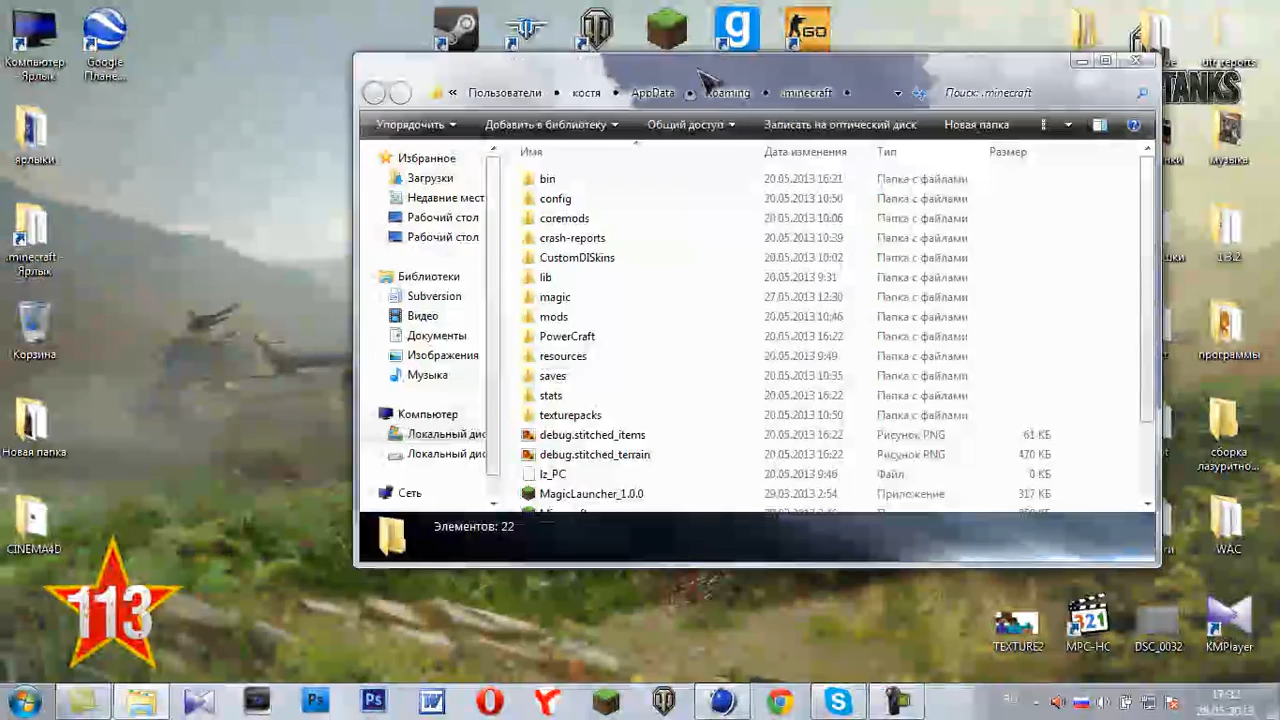 Компьютер - Ярлык
Google Плане...
ярлыки
.minecraft - Ярлык
Корзина
Новая папка
CINEMA4D
113
GO
TANKS
utr reports
музыка
1.8.2
программы
сборка лазуритно...
WAC
TEXTURE2
MPC-HC
321
DSC_0032
KMPlayer
« Пользователи костя AppData Roaming .minecraft
Поиск: .minecraft
Упорядочить Добавить в библиотеку Общий доступ Записать на оптический диск Новая папка
Имя Дата изменения Тип Размер
Избранное
Загрузки
Недавние мест
Рабочий стол
Рабочий стол
Библиотеки
Subversion
Видео
Документы
Изображения
Музыка
Компьютер
Локальный дис
Локальный дис
Сеть
bin 20.05.2013 16:21 Папка с файлами
config 20.05.2013 10:50 Папка с файлами
coremods 20.05.2013 10:06 Папка с файлами
crash-reports 20.05.2013 10:39 Папка с файлами
CustomDISkins 20.05.2013 10:02 Папка с файлами
lib 20.05.2013 9:31 Папка с файлами
magic 27.05.2013 12:30 Папка с файлами
mods 20.05.2013 10:46 Папка с файлами
PowerCraft 20.05.2013 16:22 Папка с файлами
resources 20.05.2013 9:49 Папка с файлами
saves 20.05.2013 10:35 Папка с файлами
stats 20.05.2013 16:22 Папка с файлами
texturepacks 20.05.2013 10:50 Папка с файлами
debug.stitched_items 20.05.2013 16:22 Рисунок PNG 61 КБ
debug.stitched_terrain 20.05.2013 16:22 Рисунок PNG 470 КБ
lz_PC 20.05.2013 9:46 Файл 0 КБ
MagicLauncher_1.0.0 29.03.2013 2:54 Приложение 317 КБ
Элементов: 22
Ps
Ps
W
RU
17:32